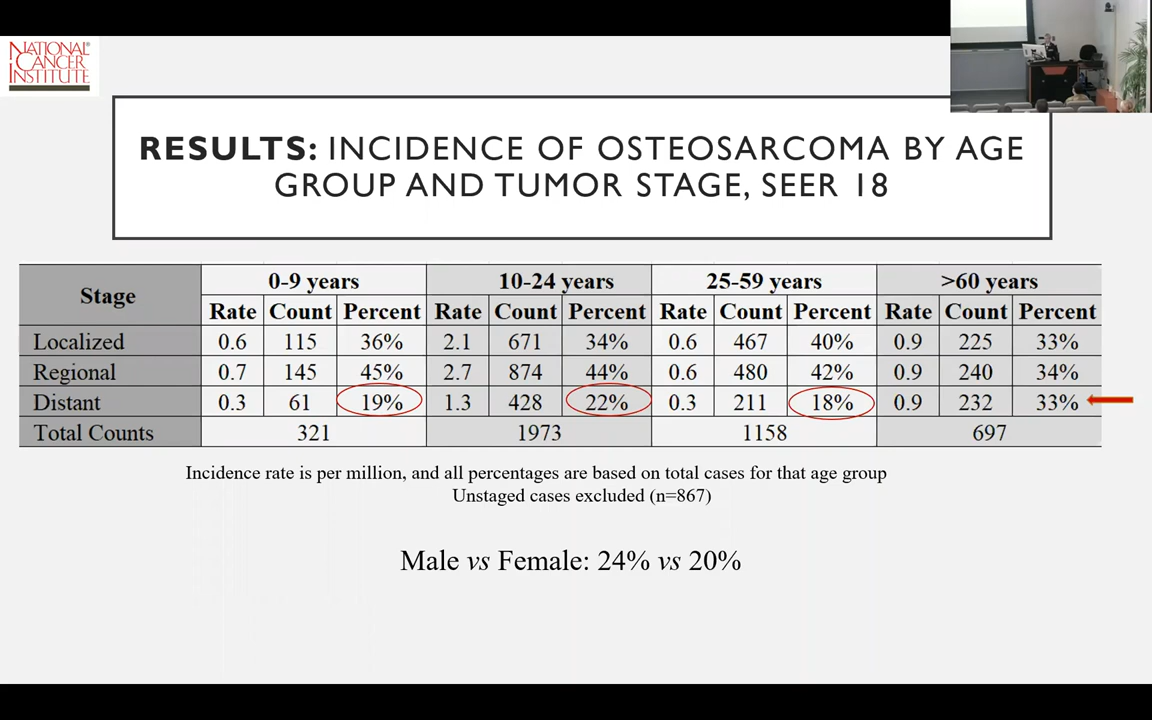 NATIONAL
CANCER
INSTITUTE
RESULTS: INCIDENCE OF OSTEOSARCOMA BY AGE
GROUP AND TUMOR STAGE, SEER 18
Stage 0-9 years 10-24 years 25-59 years >60 years
Rate Count Percent Rate Count Percent Rate Count Percent Rate Count Percent
Localized 0.6 115 36% 2.1 671 34% 0.6 467 40% 0.9 225 33%
Regional 0.7 145 45% 2.7 874 44% 0.6 480 42% 0.9 240 34%
Distant 0.3 61 19% 1.3 428 22% 0.3 211 18% 0.9 232 33%
Total Counts 321 1973 1158 697
Incidence rate is per million, and all percentages are based on total cases for that age group
Unstaged cases excluded (n=867)
Male vs Female: 24% vs 20%